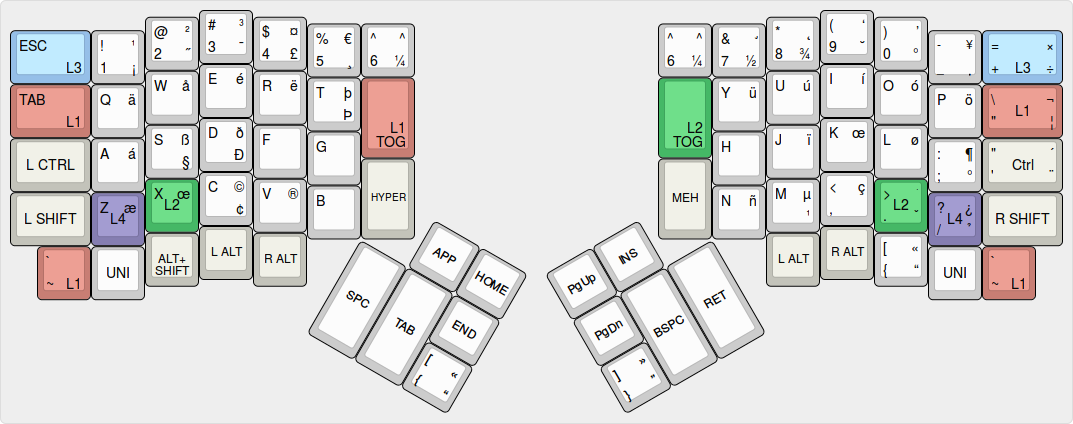 ESC L3
! ¹ 1 ¡
@ ² 2 ˝
# ³ 3 ¯
$ ¤ 4 £
% € 5 ¸
^ ^ 6 ¼
^ ^ 6 ¼
& 7 ½
* 8 ¾
( ‘ 9 ˘
) ’ 0 °
- ¥ _
= × + L3 ÷
TAB L1
Q ä
W å
E é
R ë
T þ Þ
L1 TOG
L2 TOG
Y ü
U ú
I í
O ó
P ö
\ ¬ L1 " ¦
L CTRL
A á
S ß §
D ð Đ
F
G
H
J ï
K œ
L ø
: ¶ ; °
" ´ Ctrl ' ¨
L SHIFT
Z æ L4
X œ L2
C © ¢
V ®
B
HYPER
MEH
N ñ
M µ ¹
< ç ,
> L2 .
? ¿ L4 /
R SHIFT
` ~ L1
UNI
ALT+ SHIFT
L ALT
R ALT
L ALT
R ALT
[ « { “
UNI
` ~ L1
APP
HOME
SPC
TAB
END
[ « { “
INS
PgUp
PgDn
BSPC
RET
] » } ”